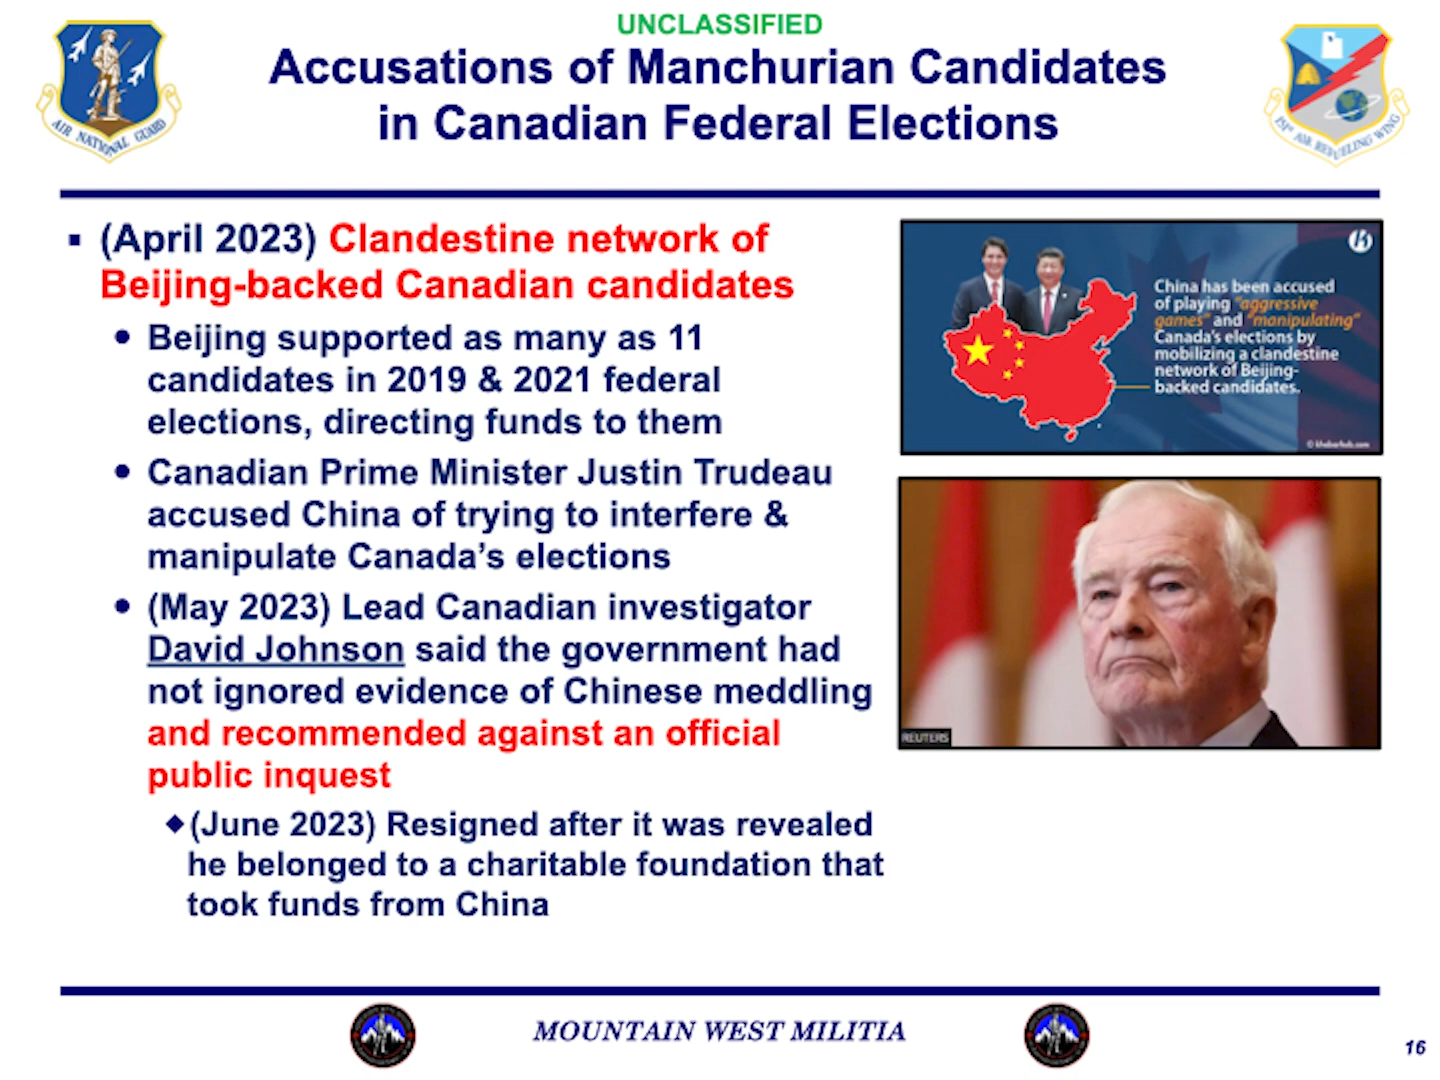 UNCLASSIFIED
Accusations of Manchurian Candidates
in Canadian Federal Elections
AIR NATIONAL GUARD
151ST AIR REFUELING WING
▪ (April 2023) Clandestine network of
Beijing-backed Canadian candidates
• Beijing supported as many as 11
candidates in 2019 & 2021 federal
elections, directing funds to them
• Canadian Prime Minister Justin Trudeau
accused China of trying to interfere &
manipulate Canada’s elections
• (May 2023) Lead Canadian investigator
David Johnson said the government had
not ignored evidence of Chinese meddling
and recommended against an official
public inquest
◆ (June 2023) Resigned after it was revealed
he belonged to a charitable foundation that
took funds from China
China has been accused
of playing “aggressive
games” and “manipulating”
Canada's elections by
mobilizing a clandestine
network of Beijing-
backed candidates.
© khabarhub.com
REUTERS
MOUNTAIN WEST MILITIA
16